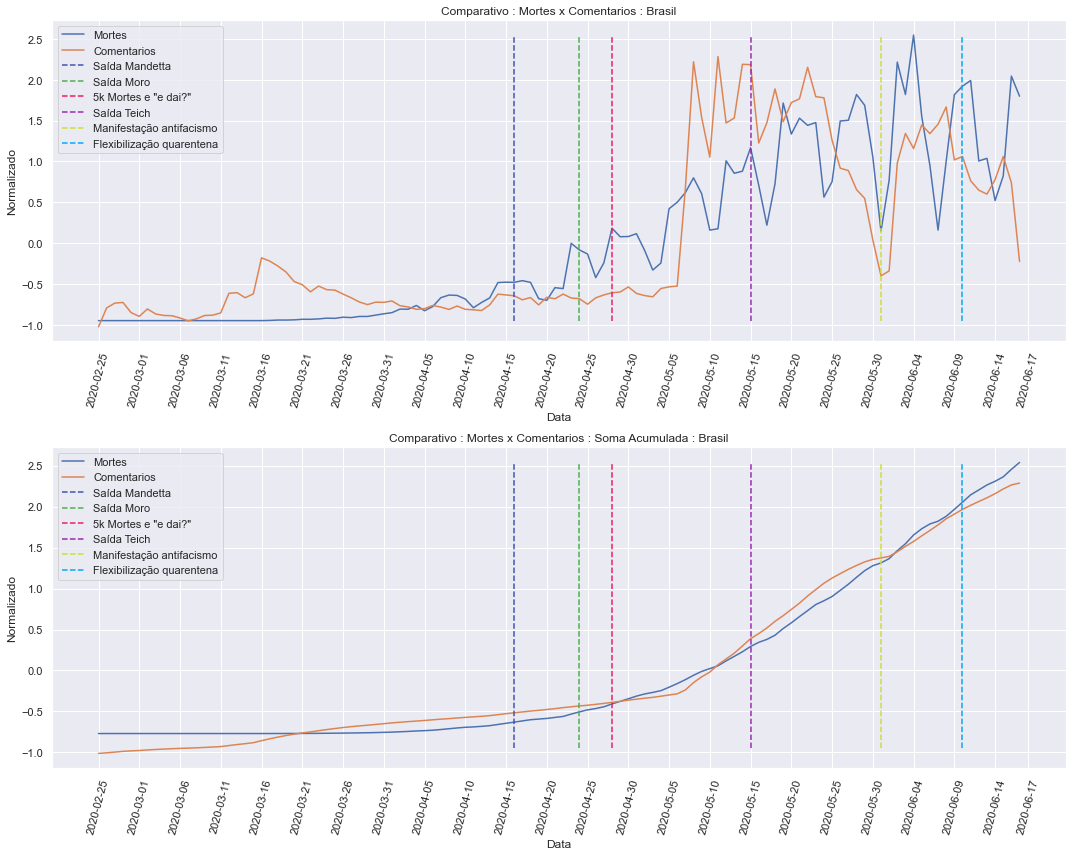 Comparativo : Mortes x Comentarios : Brasil
Mortes
Comentarios
Saída Mandetta
Saída Moro
5k Mortes e "e dai?"
Saída Teich
Manifestação antifacismo
Flexibilização quarentena
Normalizado
2.5
2.0
1.5
1.0
0.5
0.0
−0.5
−1.0
2020-02-25
2020-03-01
2020-03-06
2020-03-11
2020-03-16
2020-03-21
2020-03-26
2020-03-31
2020-04-05
2020-04-10
2020-04-15
2020-04-20
2020-04-25
2020-04-30
2020-05-05
2020-05-10
2020-05-15
2020-05-20
2020-05-25
2020-05-30
2020-06-04
2020-06-09
2020-06-14
2020-06-17
Data
Comparativo : Mortes x Comentarios : Soma Acumulada : Brasil
Mortes
Comentarios
Saída Mandetta
Saída Moro
5k Mortes e "e dai?"
Saída Teich
Manifestação antifacismo
Flexibilização quarentena
Normalizado
2.5
2.0
1.5
1.0
0.5
0.0
−0.5
−1.0
2020-02-25
2020-03-01
2020-03-06
2020-03-11
2020-03-16
2020-03-21
2020-03-26
2020-03-31
2020-04-05
2020-04-10
2020-04-15
2020-04-20
2020-04-25
2020-04-30
2020-05-05
2020-05-10
2020-05-15
2020-05-20
2020-05-25
2020-05-30
2020-06-04
2020-06-09
2020-06-14
2020-06-17
Data